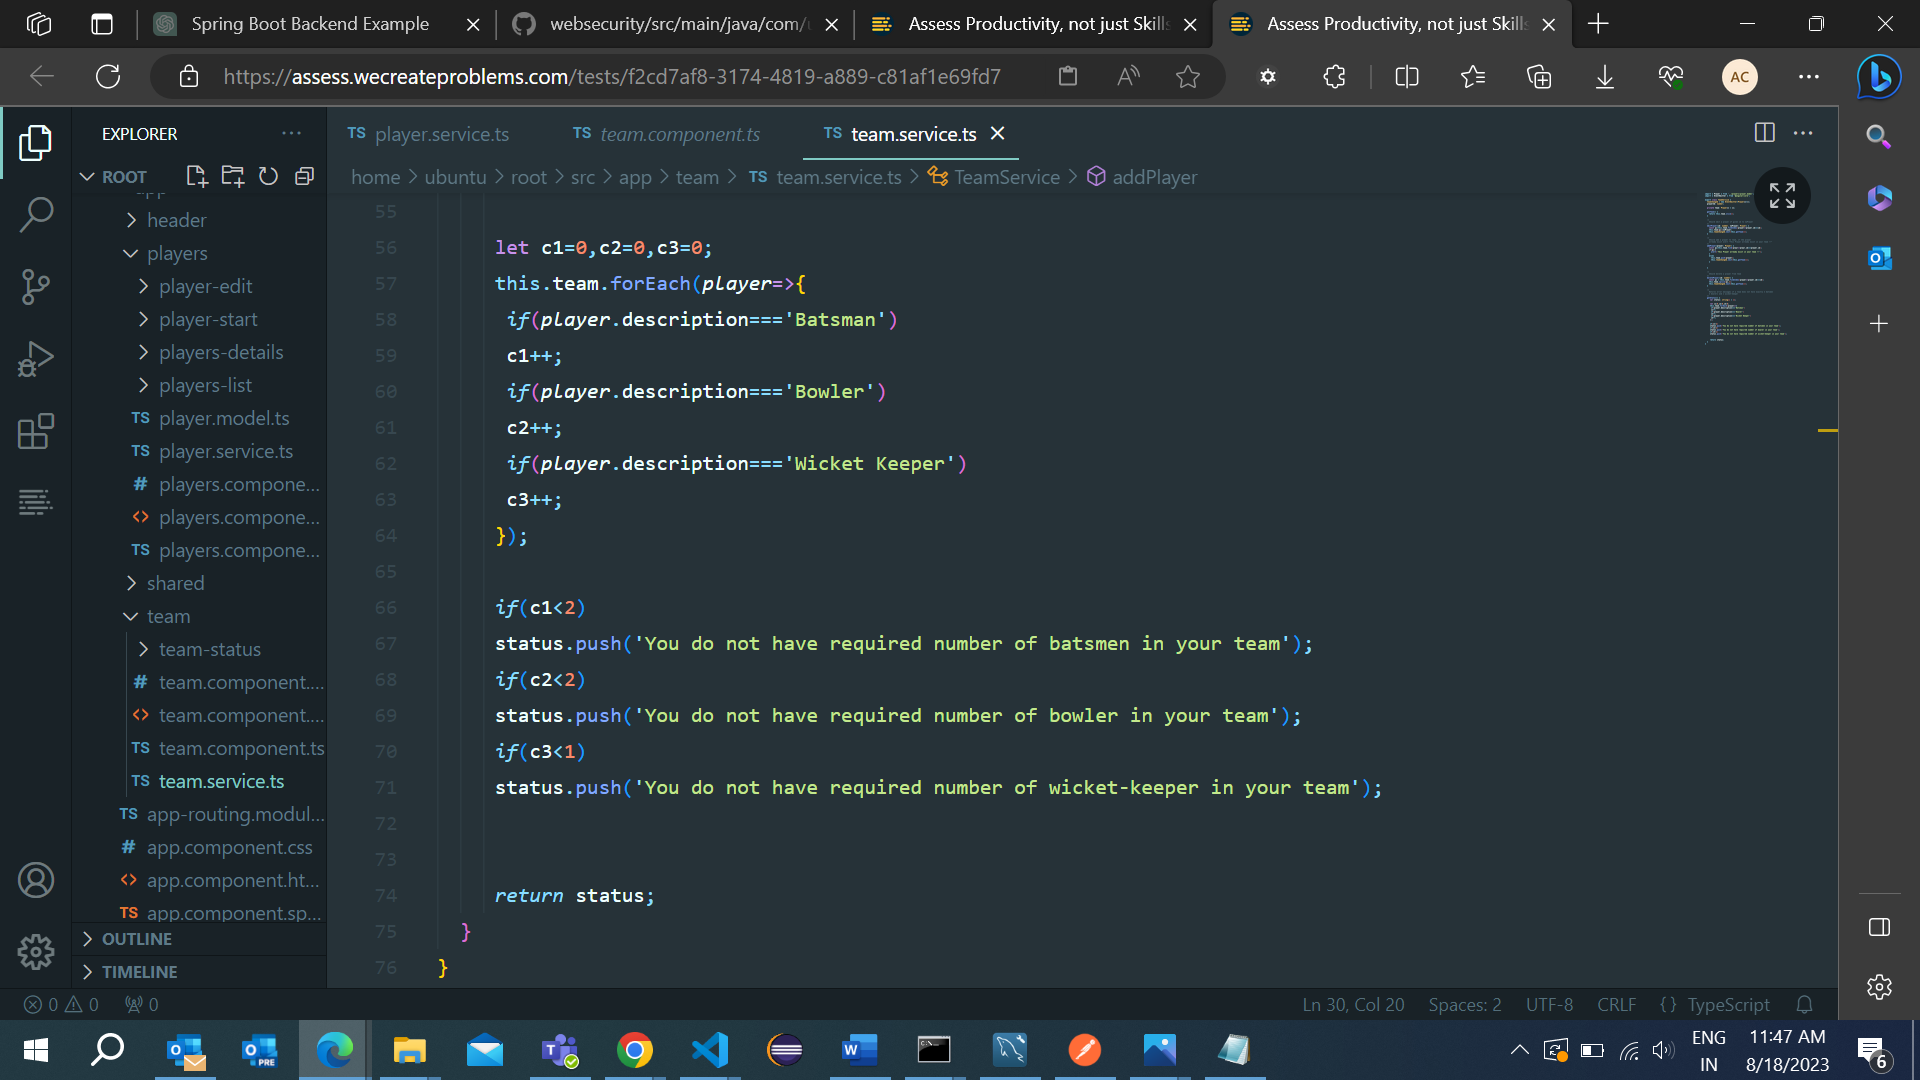 Spring Boot Backend Example
websecurity/src/main/java/com/u
Assess Productivity, not just Skills
Assess Productivity, not just Skills
https://assess.wecreateproblems.com/tests/f2cd7af8-3174-4819-a889-c81af1e69fd7
AC
EXPLORER
TS player.service.ts
TS team.component.ts
TS team.service.ts
ROOT
home > ubuntu > root > src > app > team > TS team.service.ts > TeamService > addPlayer
app
header
players
player-edit
player-start
players-details
players-list
TS player.model.ts
TS player.service.ts
# players.compone...
<> players.compone...
TS players.compone...
shared
team
team-status
# team.component....
<> team.component....
TS team.component.ts
TS team.service.ts
TS app-routing.modul...
# app.component.css
<> app.component.ht...
TS app.component.sp...
OUTLINE
TIMELINE
55
56 let c1=0,c2=0,c3=0;
57 this.team.forEach(player=>{
58 if(player.description==='Batsman')
59 c1++;
60 if(player.description==='Bowler')
61 c2++;
62 if(player.description==='Wicket Keeper')
63 c3++;
64 });
65
66 if(c1<2)
67 status.push('You do not have required number of batsmen in your team');
68 if(c2<2)
69 status.push('You do not have required number of bowler in your team');
70 if(c3<1)
71 status.push('You do not have required number of wicket-keeper in your team');
72
73
74 return status;
75 }
76 }
0 0 0
Ln 30, Col 20 Spaces: 2 UTF-8 CRLF {} TypeScript
ENG
IN
11:47 AM
8/18/2023
6